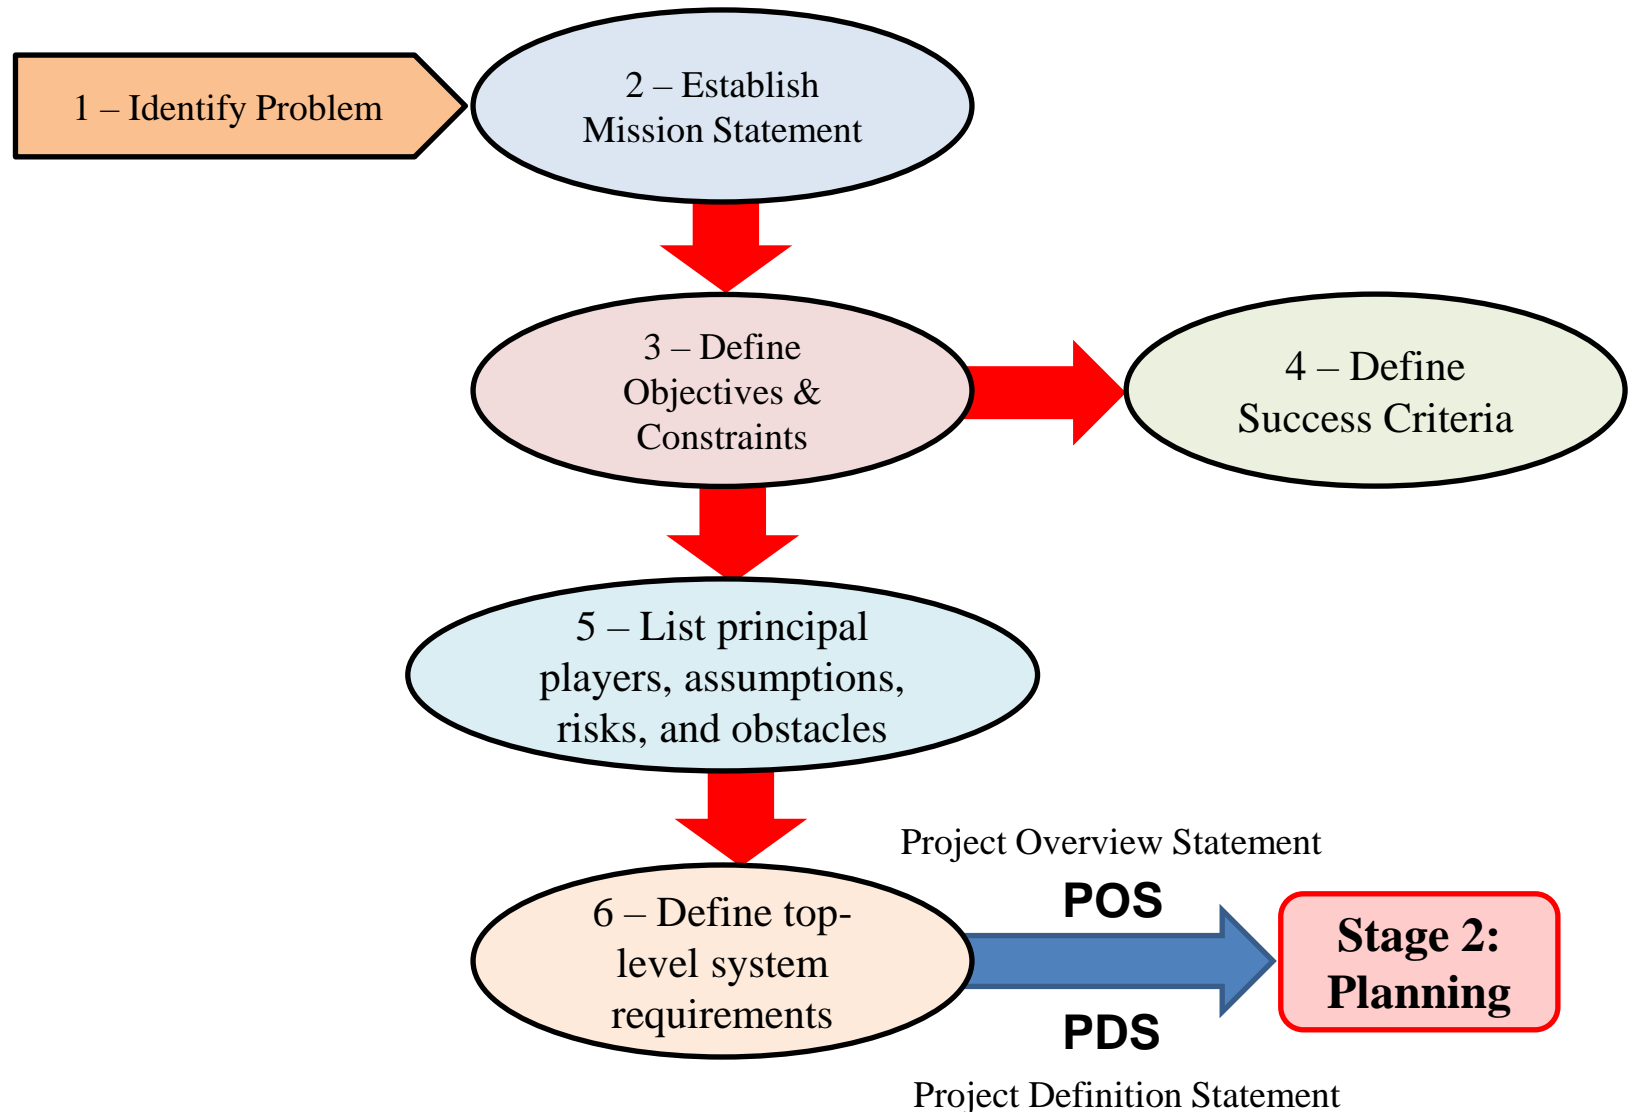 1 – Identify Problem
2 – Establish
Mission Statement
3 – Define
Objectives &
Constraints
4 – Define
Success Criteria
5 – List principal
players, assumptions,
risks, and obstacles
6 – Define top-
level system
requirements
Project Overview Statement
POS
PDS
Project Definition Statement
Stage 2:
Planning